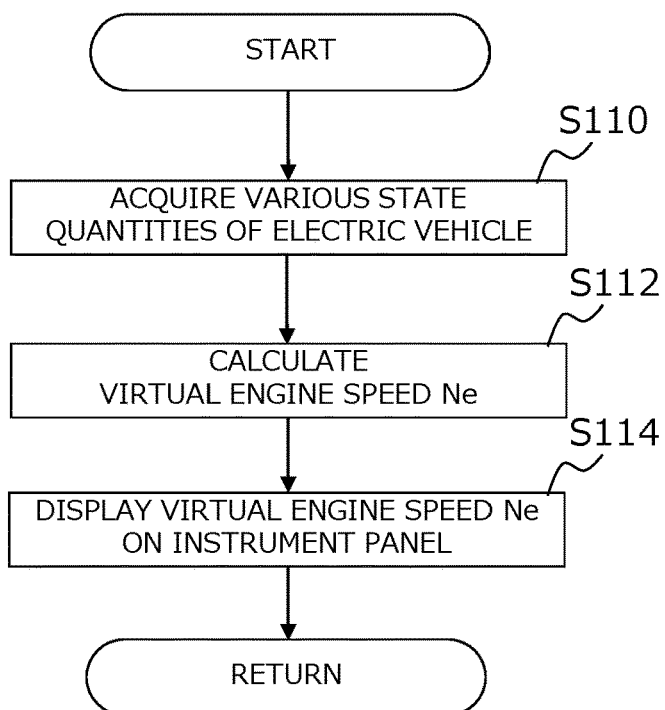 START
S110
ACQUIRE VARIOUS STATE
QUANTITIES OF ELECTRIC VEHICLE
S112
CALCULATE
VIRTUAL ENGINE SPEED Ne
S114
DISPLAY VIRTUAL ENGINE SPEED Ne
ON INSTRUMENT PANEL
RETURN